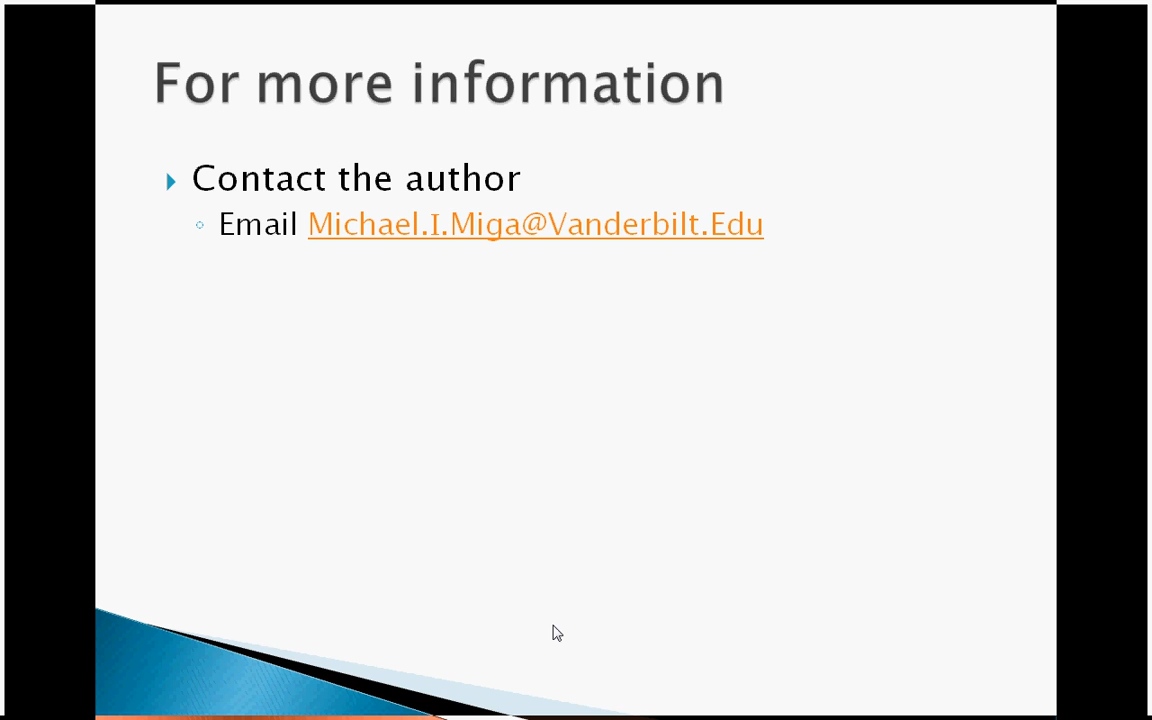 For more information
Contact the author
Email Michael.I.Miga@Vanderbilt.Edu